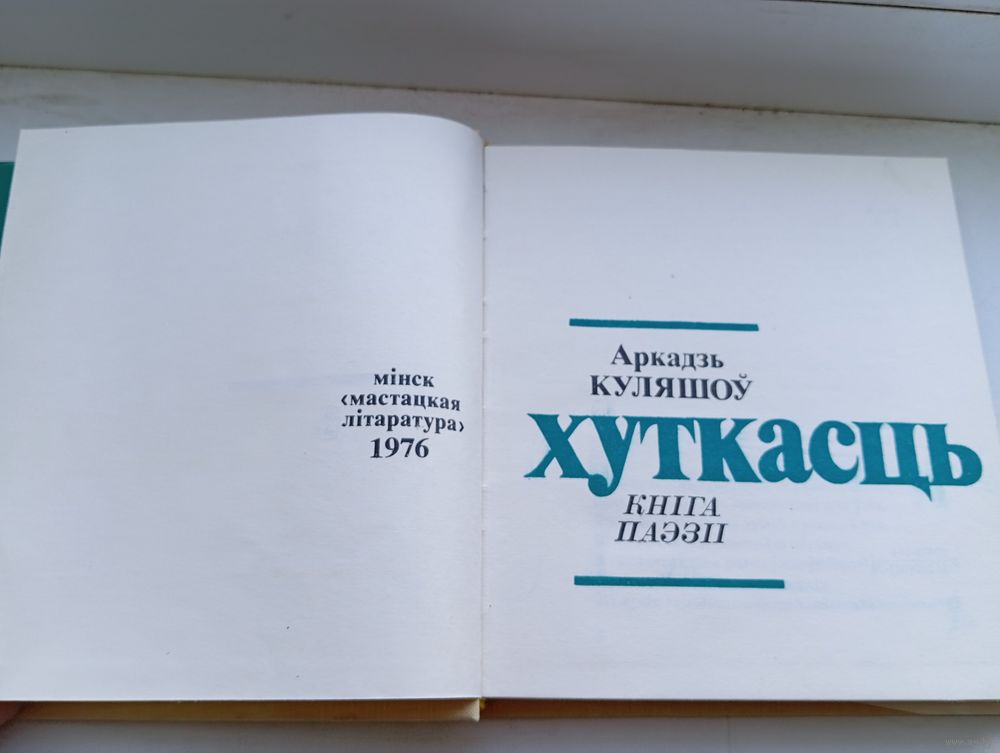 мінск
‹мастацкая
літаратура›
1976
Аркадзь
КУЛЯШОЎ
хуткасць
КНІГА
ПАЭЗІІ